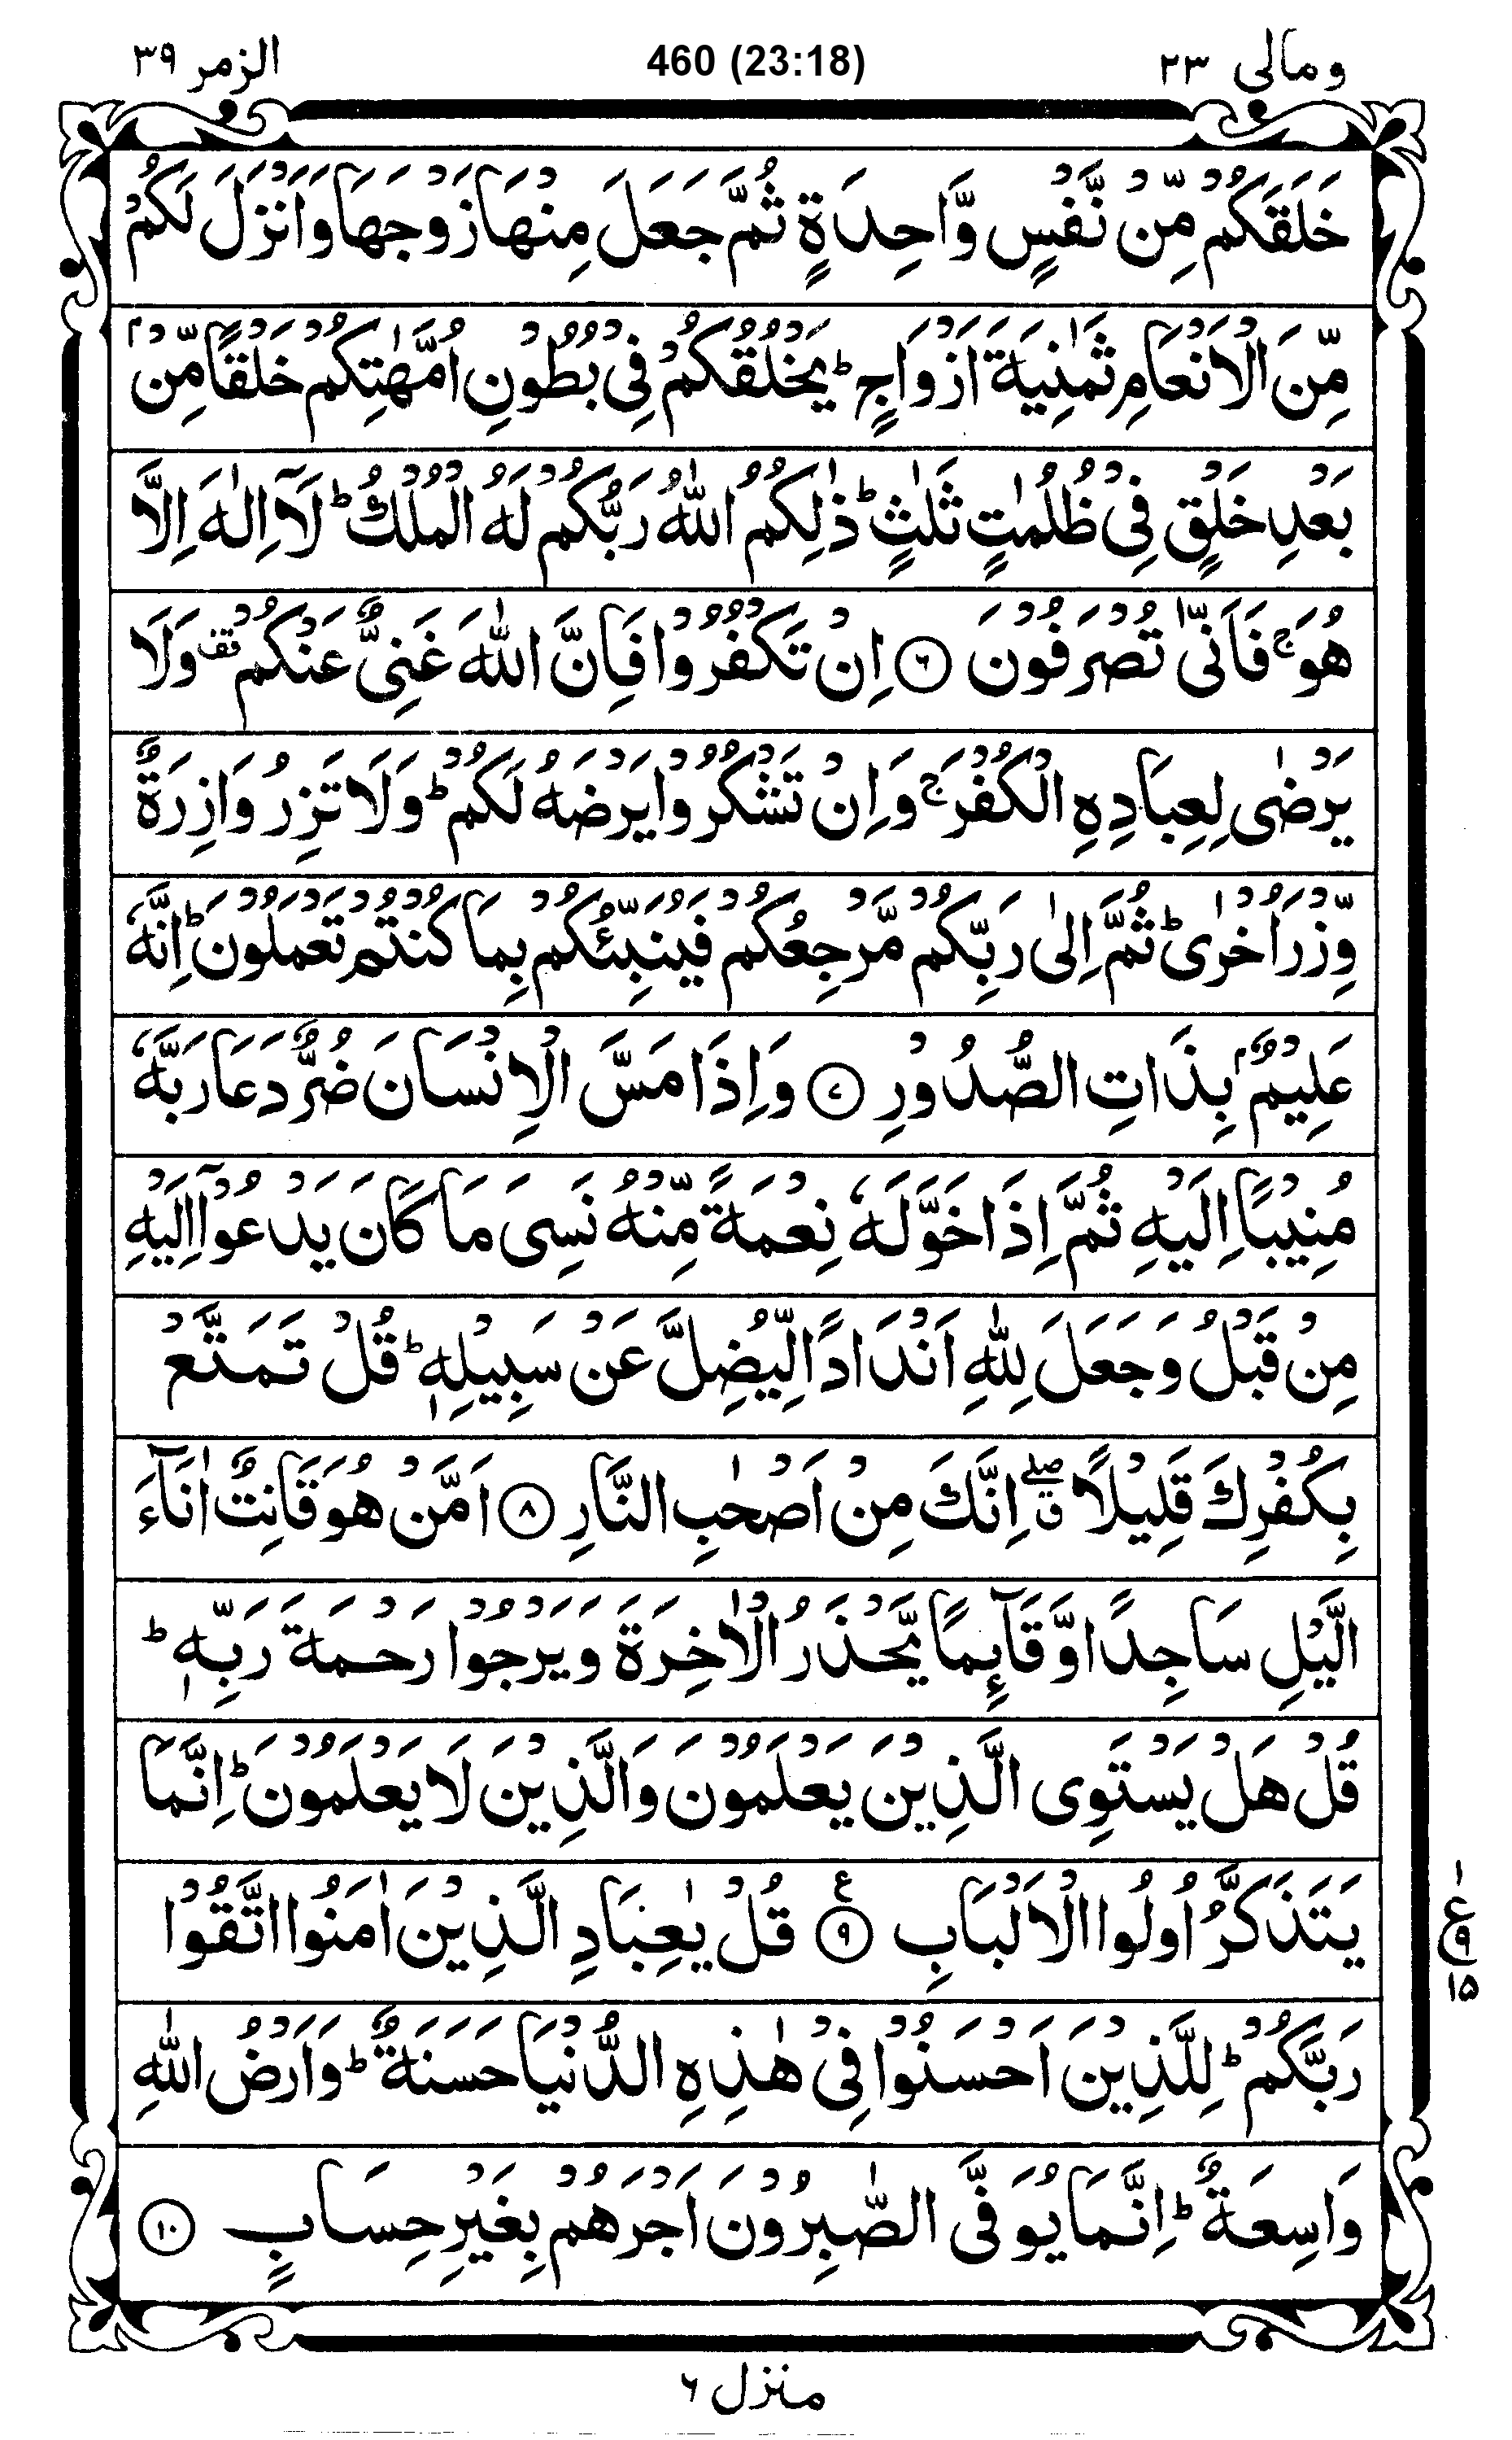 ومالی ٢٣ 460 (23:18) الزمر ٣٩
خَلَقَكُمْ مِّنْ نَّفْسٍ وَّاحِدَةٍ ثُمَّ جَعَلَ مِنْهَا زَوْجَهَا وَاَنْزَلَ لَكُمْ
مِّنَ الْاَنْعَامِ ثَمٰنِيَةَ اَزْوَاجٍ ؕ يَخْلُقُكُمْ فِيْ بُطُوْنِ اُمَّهٰتِكُمْ خَلْقًا مِّنْۢ
بَعْدِ خَلْقٍ فِيْ ظُلُمٰتٍ ثَلٰثٍ ؕ ذٰلِكُمُ اللّٰهُ رَبُّكُمْ لَهُ الْمُلْكُ ؕ لَآ اِلٰهَ اِلَّا
هُوَ ۚ فَاَنّٰى تُصْرَفُوْنَ ۝٦ اِنْ تَكْفُرُوْا فَاِنَّ اللّٰهَ غَنِيٌّ عَنْكُمْ ۫ وَلَا
يَرْضٰى لِعِبَادِهِ الْكُفْرَ ۚ وَاِنْ تَشْكُرُوْا يَرْضَهُ لَكُمْ ؕ وَلَا تَزِرُ وَازِرَةٌ
وِّزْرَ اُخْرٰى ؕ ثُمَّ اِلٰى رَبِّكُمْ مَّرْجِعُكُمْ فَيُنَبِّئُكُمْ بِمَا كُنْتُمْ تَعْمَلُوْنَ ؕ اِنَّهٗ
عَلِيْمٌۢ بِذَاتِ الصُّدُوْرِ ۝٧ وَاِذَا مَسَّ الْاِنْسَانَ ضُرٌّ دَعَا رَبَّهٗ
مُنِيْبًا اِلَيْهِ ثُمَّ اِذَا خَوَّلَهٗ نِعْمَةً مِّنْهُ نَسِيَ مَا كَانَ يَدْعُوْٓا اِلَيْهِ
مِنْ قَبْلُ وَجَعَلَ لِلّٰهِ اَنْدَادًا لِّيُضِلَّ عَنْ سَبِيْلِهٖ ؕ قُلْ تَمَتَّعْ
بِكُفْرِكَ قَلِيْلًا ۖ ق اِنَّكَ مِنْ اَصْحٰبِ النَّارِ ۝٨ اَمَّنْ هُوَ قَانِتٌ اٰنَآءَ
الَّيْلِ سَاجِدًا وَّقَآئِمًا يَّحْذَرُ الْاٰخِرَةَ وَيَرْجُوْا رَحْمَةَ رَبِّهٖ ؕ
قُلْ هَلْ يَسْتَوِى الَّذِيْنَ يَعْلَمُوْنَ وَالَّذِيْنَ لَا يَعْلَمُوْنَ ؕ اِنَّمَا
يَتَذَكَّرُ اُولُوا الْاَلْبَابِ ۝٩ ع قُلْ يٰعِبَادِ الَّذِيْنَ اٰمَنُوا اتَّقُوْا
١ ع ٩ ١٥
رَبَّكُمْ ؕ لِلَّذِيْنَ اَحْسَنُوْا فِيْ هٰذِهِ الدُّنْيَا حَسَنَةٌ ؕ وَاَرْضُ اللّٰهِ
وَاسِعَةٌ ؕ اِنَّمَا يُوَفَّى الصّٰبِرُوْنَ اَجْرَهُمْ بِغَيْرِ حِسَابٍ ۝١٠
منزل ٦